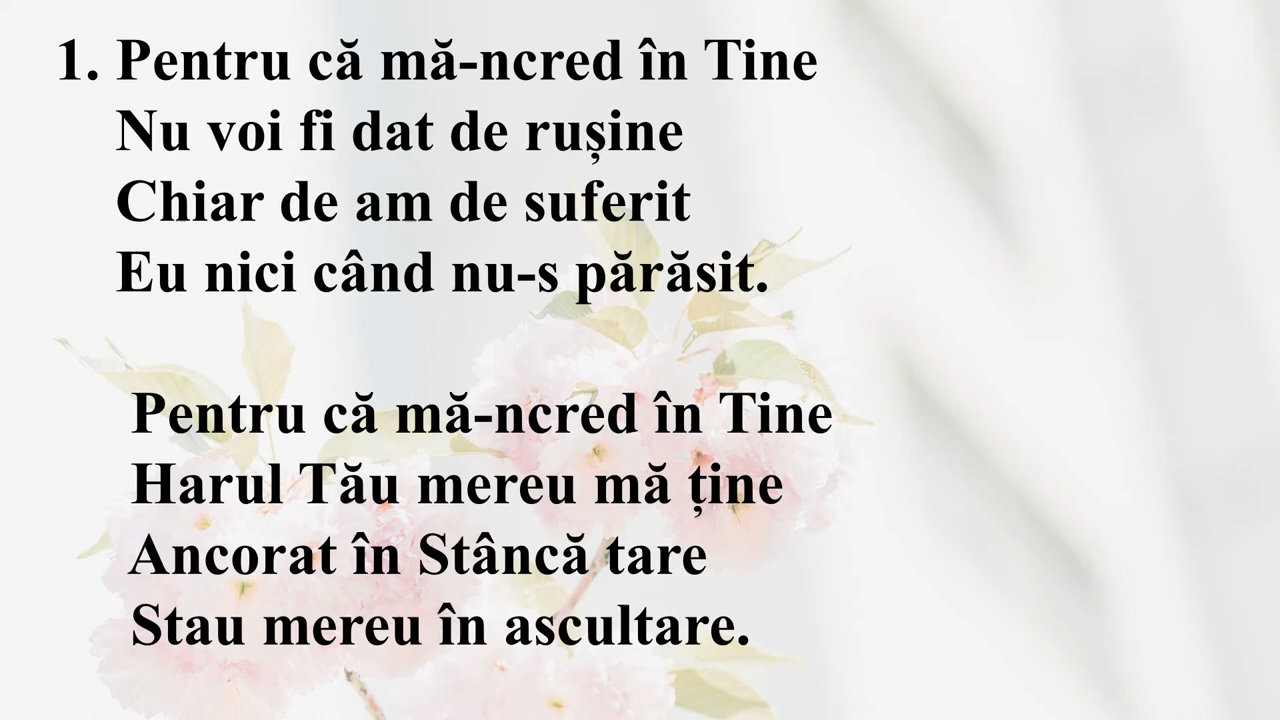 1. Pentru că mă-ncred în Tine
Nu voi fi dat de rușine
Chiar de am de suferit
Eu nici când nu-s părăsit.
Pentru că mă-ncred în Tine
Harul Tău mereu mă ține
Ancorat în Stâncă tare
Stau mereu în ascultare.